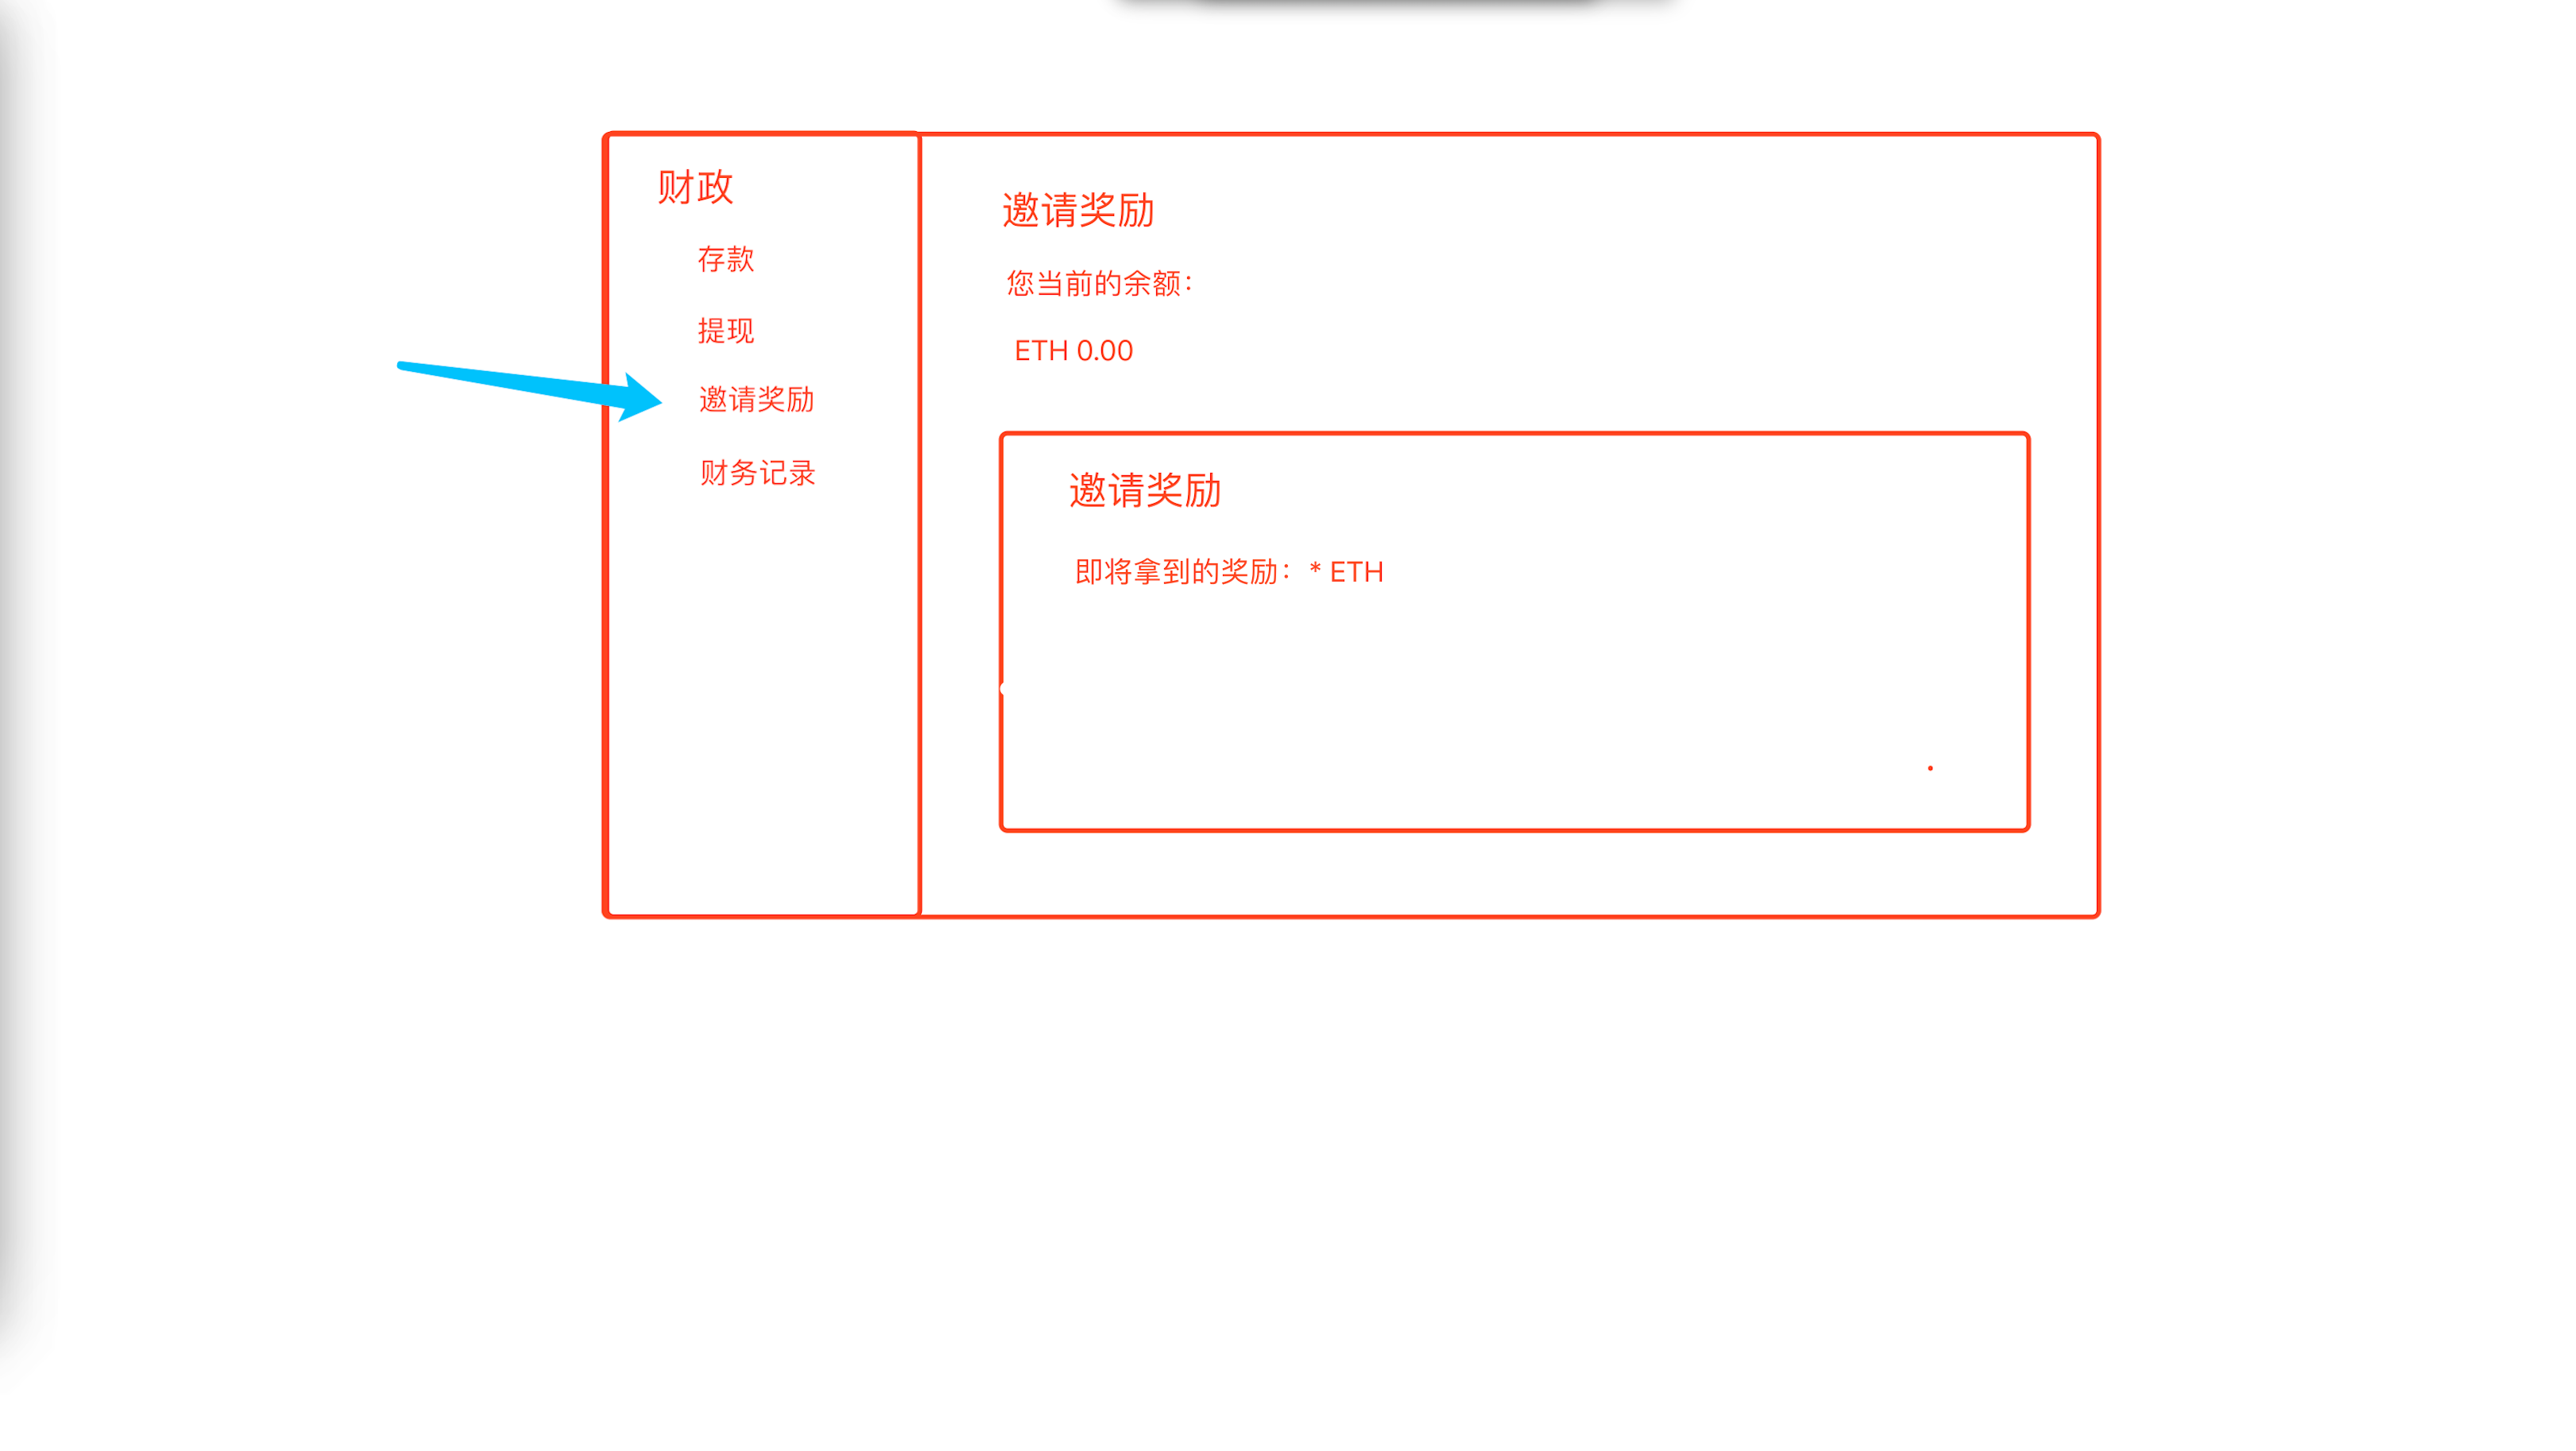 财政
存款
提现
邀请奖励
财务记录
邀请奖励
您当前的余额：
ETH 0.00
邀请奖励
即将拿到的奖励：* ETH